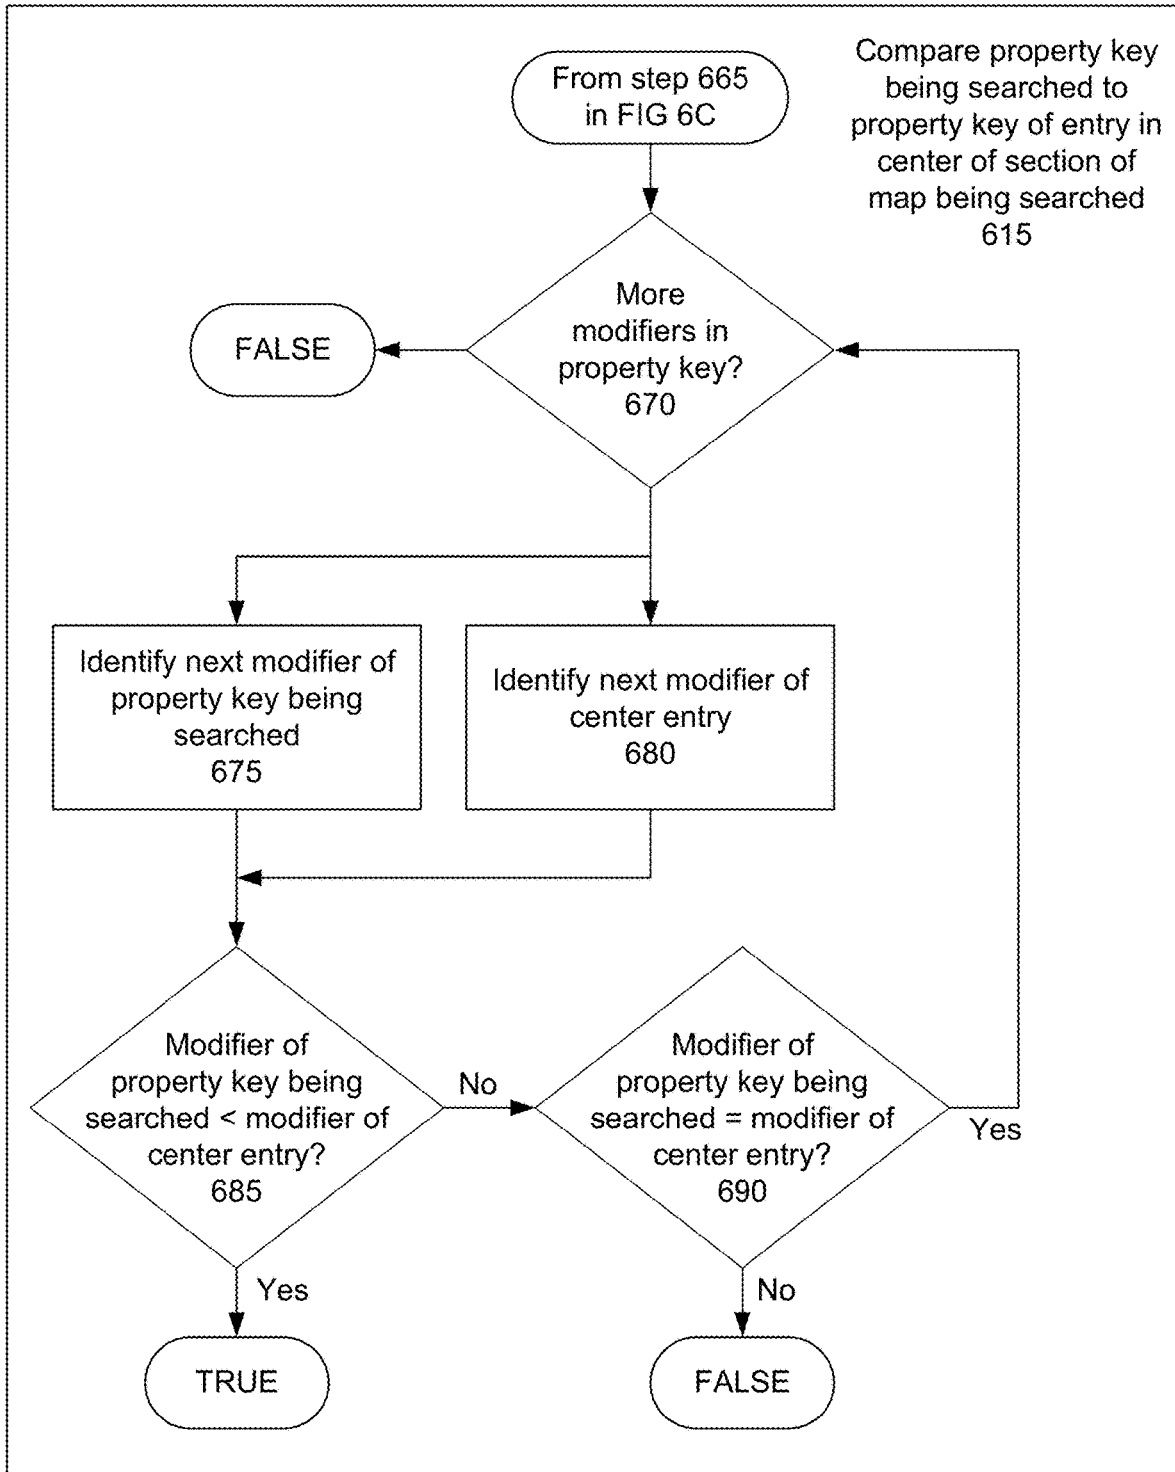 From step 665
in FIG 6C
Compare property key
being searched to
property key of entry in
center of section of
map being searched
615
More
modifiers in
property key?
670
FALSE
Identify next modifier of
property key being
searched
675
Identify next modifier of
center entry
680
Modifier of
property key being
searched < modifier of
center entry?
685
No
Modifier of
property key being
searched = modifier of
center entry?
690
Yes
Yes
No
TRUE
FALSE